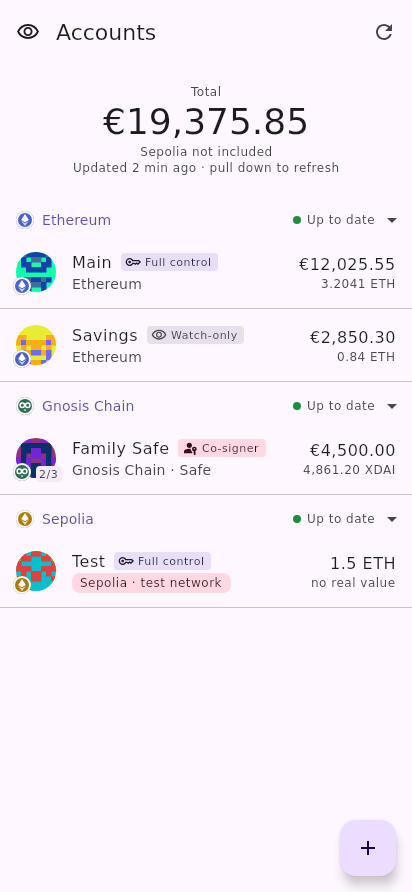 Accounts
Total
€19,375.85
Sepolia not included
Updated 2 min ago · pull down to refresh
Ethereum
Up to date
Main
Full control
€12,025.55
Ethereum
3.2041 ETH
Savings
Watch-only
€2,850.30
Ethereum
0.84 ETH
Gnosis Chain
Up to date
Family Safe
Co-signer
€4,500.00
2/3
Gnosis Chain · Safe
4,861.20 XDAI
Sepolia
Up to date
Test
Full control
1.5 ETH
Sepolia · test network
no real value